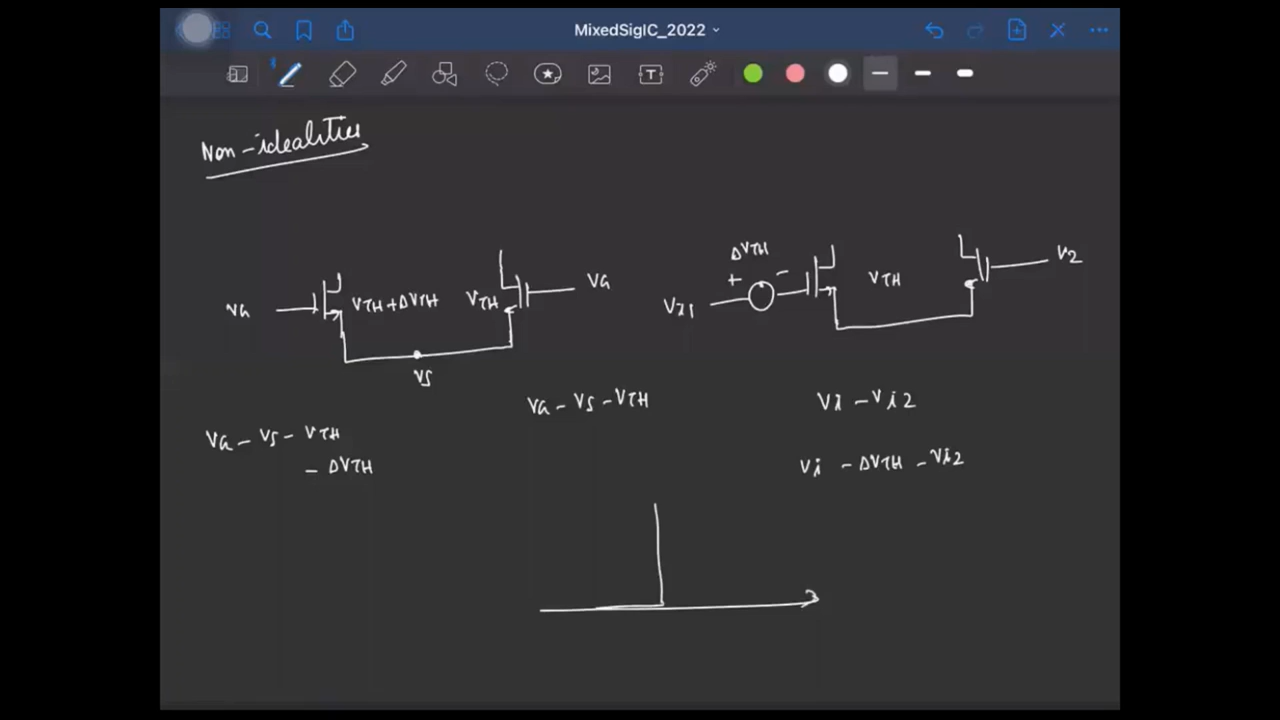 MixedSigIC_2022
T
Non-idealities
VG
VTH+ΔVTH
VTH
VG
VS
ΔVTH
+
-
Vi1
VTH
V2
VG - VS - VTH
- ΔVTH
VG - VS - VTH
Vi - Vi2
Vi - ΔVTH - Vi2